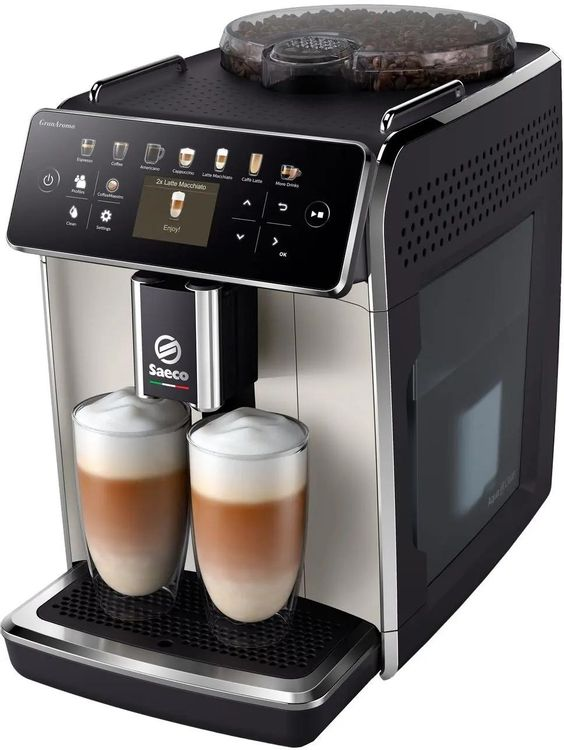 GranAroma
Espresso
Coffee
Americano
Cappuccino
Latte Macchiato
Caffè Latte
More Drinks
Profiles
CoffeeMaestro
2x Latte Macchiato
Enjoy!
Clean
Settings
OK
Saeco